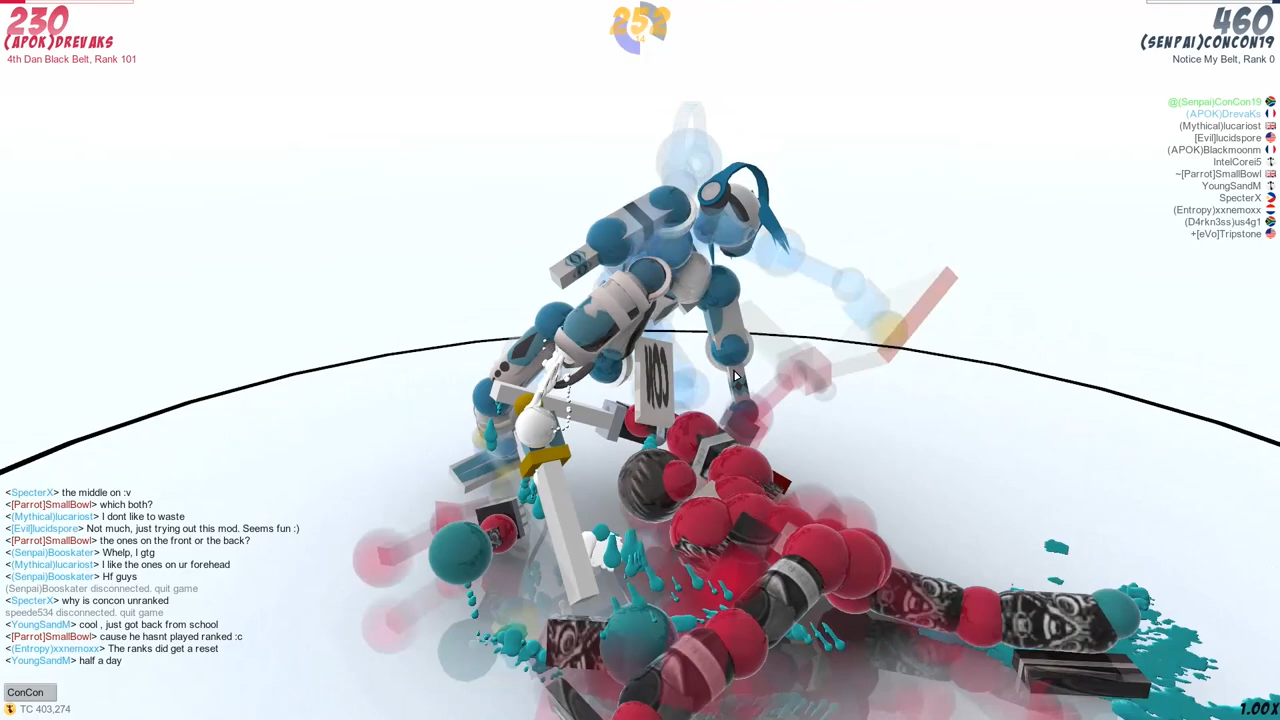 230
(APOK)DREVAKS
4th Dan Black Belt, Rank 101
252
14
460
(SENPAI)CONCON19
Notice My Belt, Rank 0
@(Senpai)ConCon19
(APOK)DrevaKs
(Mythical)lucariost
[Evil]lucidspore
(APOK)Blackmoonm
IntelCorei5
~[Parrot]SmallBowl
YoungSandM
SpecterX
(Entropy)xxnemoxx
(D4rkn3ss)us4g1
+[eVo]Tripstone
CON
<SpecterX> the middle on :v
<[Parrot]SmallBowl> which both?
<(Mythical)lucariost> I dont like to waste
<[Evil]lucidspore> Not much, just trying out this mod. Seems fun :)
<[Parrot]SmallBowl> the ones on the front or the back?
<(Senpai)Booskater> Whelp, I gtg
<(Mythical)lucariost> I like the ones on ur forehead
<(Senpai)Booskater> Hf guys
(Senpai)Booskater disconnected. quit game
<SpecterX> why is concon unranked
speede534 disconnected. quit game
<YoungSandM> cool , just got back from school
<[Parrot]SmallBowl> cause he hasnt played ranked :c
<(Entropy)xxnemoxx> The ranks did get a reset
<YoungSandM> half a day
ConCon
TC 403,274
1.00X